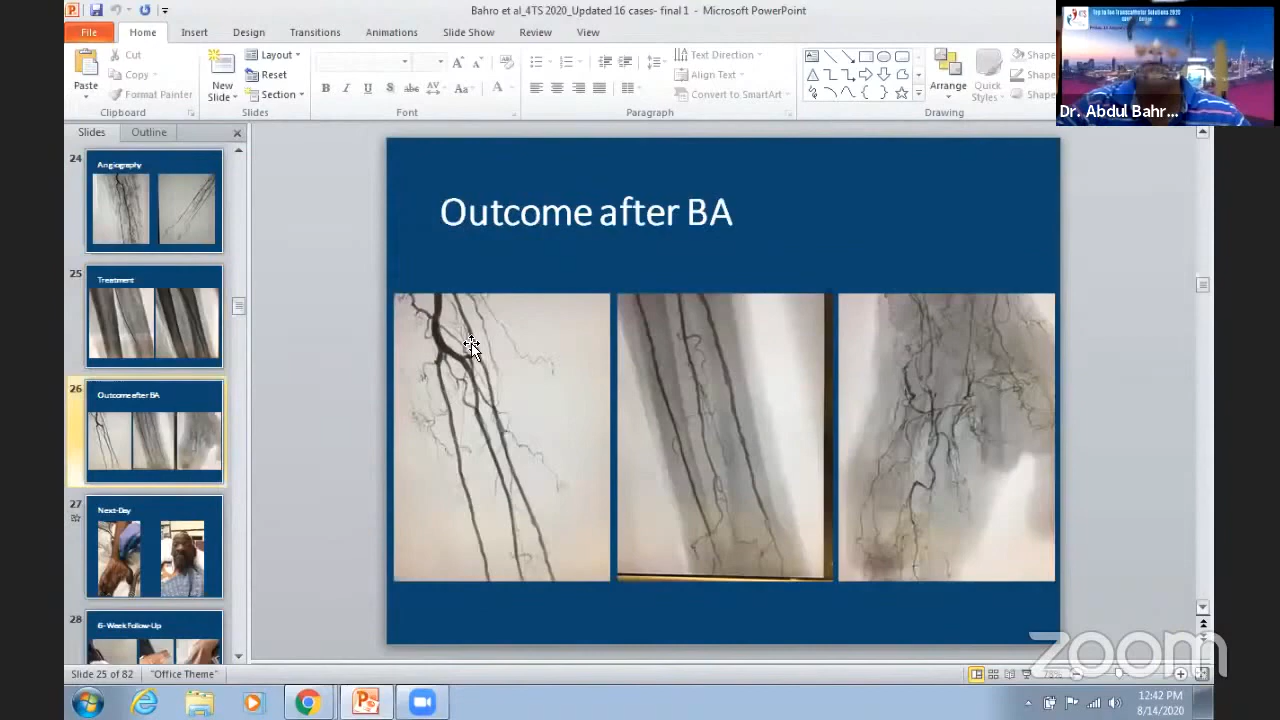 Bairo et al_4TS 2020_Updated 16 cases- final 1 - Microsoft PowerPoint
File Home Insert Design Transitions Slide Show Review View
Cut
Copy
Format Painter
Paste
Clipboard
New Slide
Layout
Reset
Section
Slides
B I U S abc AV Aa A
Font
Text Direction
Align Text
Convert to SmartArt
Paragraph
Arrange
Quick Styles
Drawing
Dr. Abdul Bahr...
Slides Outline
24
Angiography
25
Treatment
26
Outcome after BA
27
Next-Day
28
6- Week Follow-Up
Outcome after BA
zoom
Slide 25 of 82 "Office Theme"
12:42 PM
8/14/2020